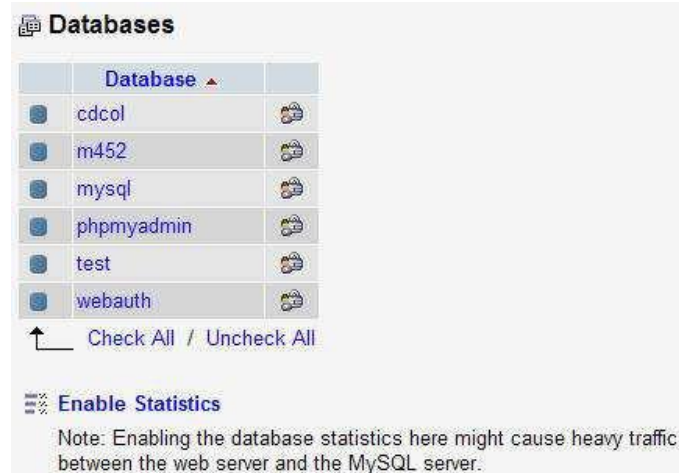 Databases
Database
cdcol
m452
mysql
phpmyadmin
test
webauth
Check All / Uncheck All
Enable Statistics
Note: Enabling the database statistics here might cause heavy traffic
between the web server and the MySQL server.